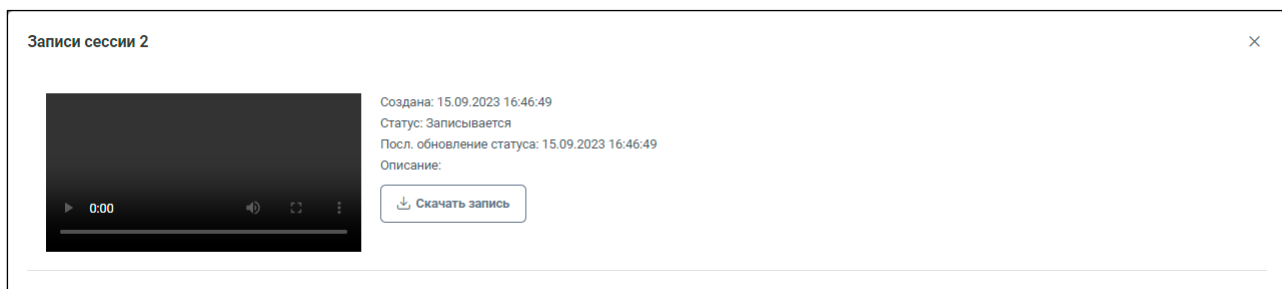 Записи сессии 2
Создана: 15.09.2023 16:46:49
Статус: Записывается
Посл. обновление статуса: 15.09.2023 16:46:49
Описание:
0:00
Скачать запись